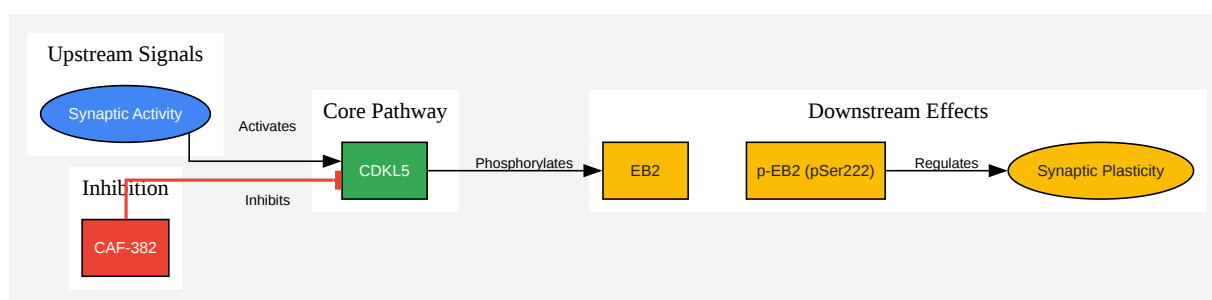 Upstream Signals
Synaptic Activity
Activates
Inhibition
Inhibits
CAF-382
Core Pathway
CDKL5
Phosphorylates
Downstream Effects
EB2
p-EB2 (pSer222)
Regulates
Synaptic Plasticity